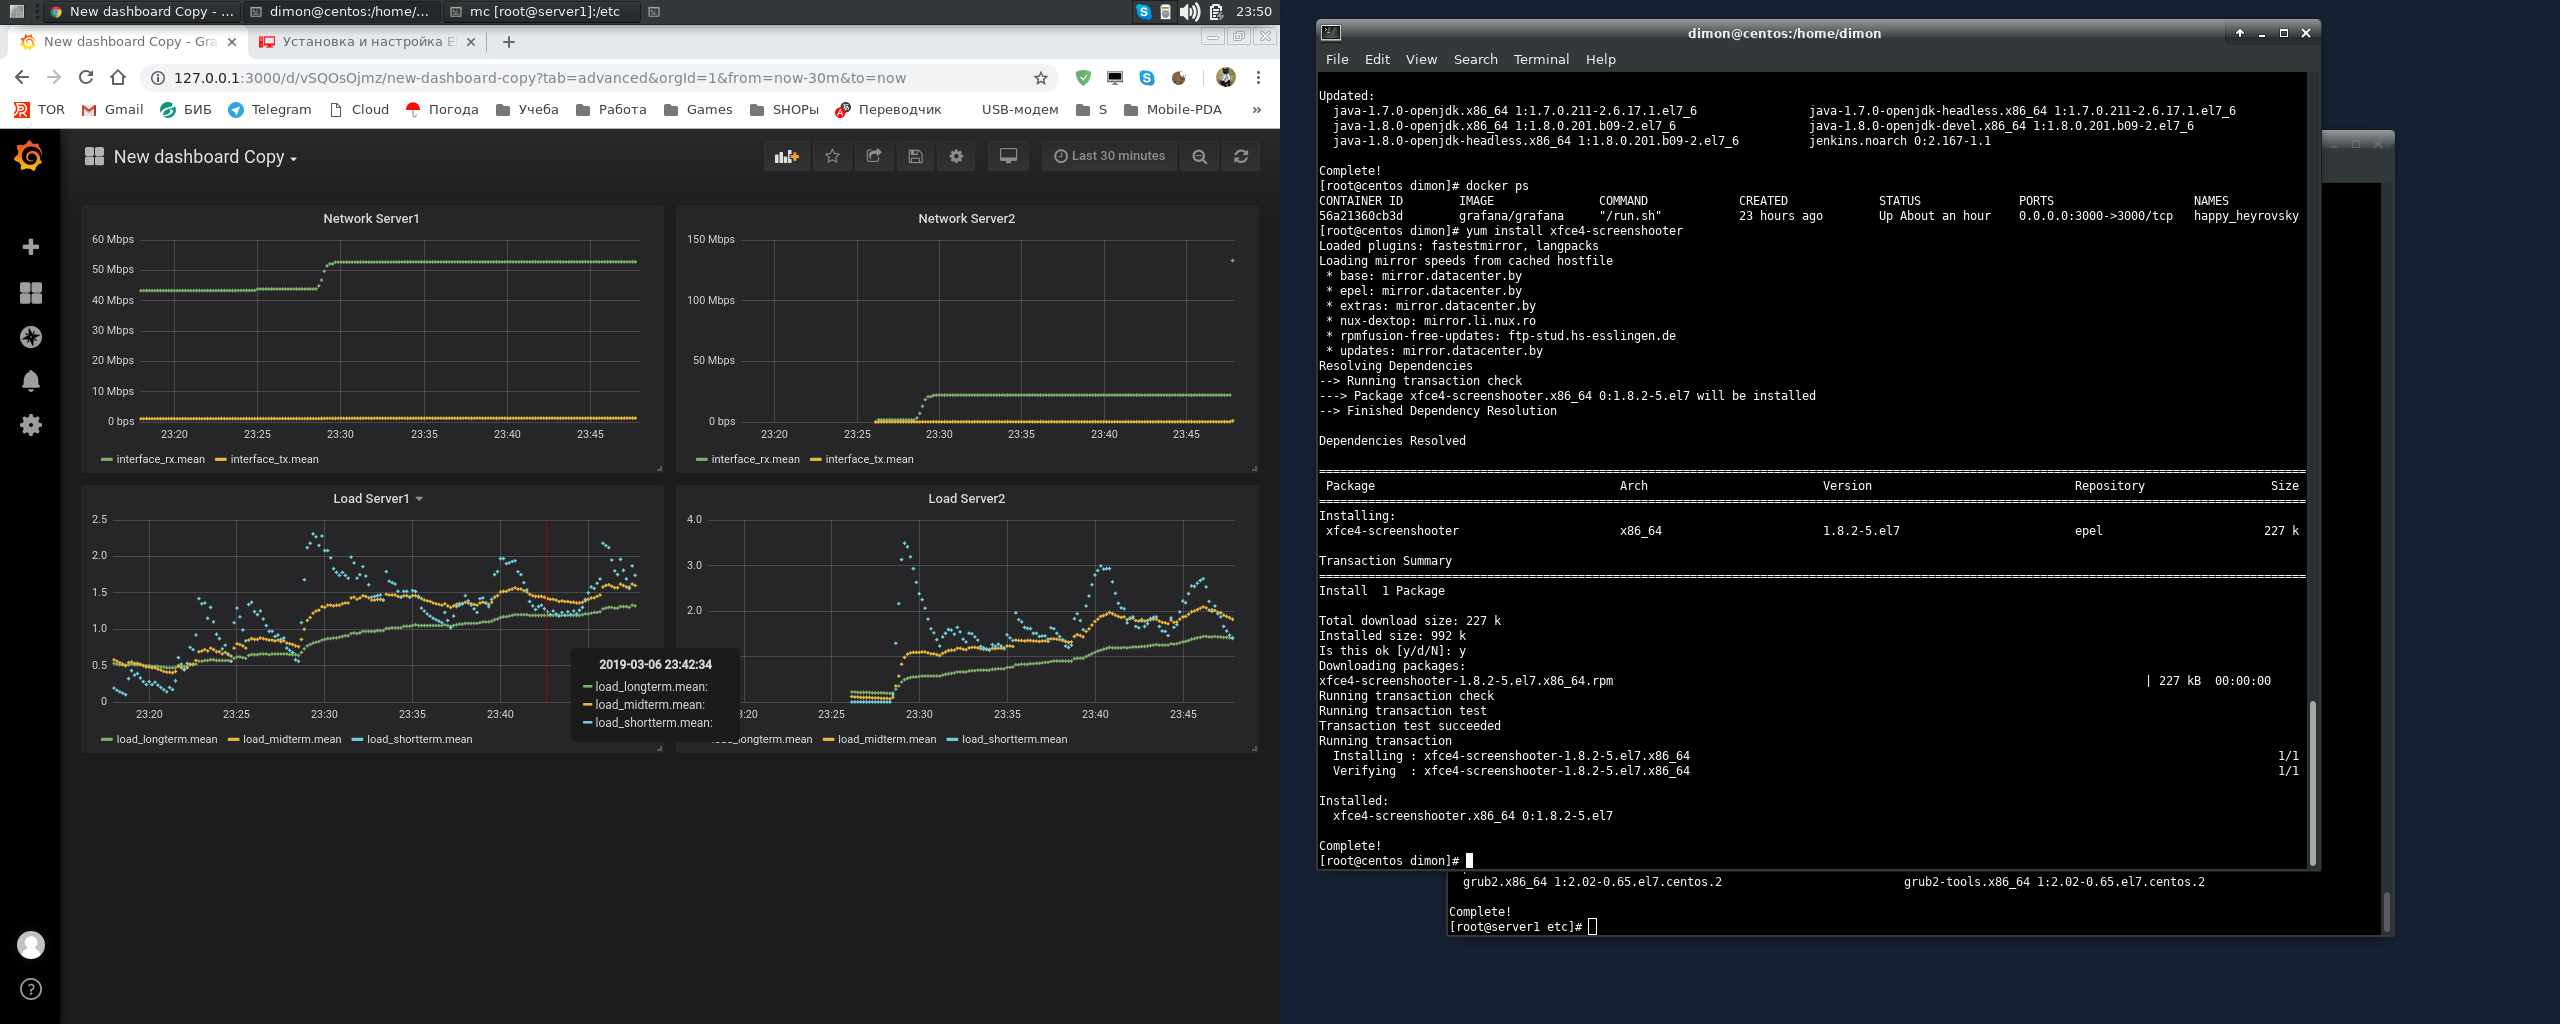 New dashboard Copy - ...
dimon@centos:/home/...
mc [root@server1]:/etc
23:50
New dashboard Copy - Gra
Установка и настройка E
127.0.0.1:3000/d/vSQOsOjmz/new-dashboard-copy?tab=advanced&orgId=1&from=now-30m&to=now
TOR Gmail БИБ Telegram Cloud Погода Учеба Работа Games SHOPы Переводчик USB-модем S Mobile-PDA »
New dashboard Copy
Last 30 minutes
Network Server1
60 Mbps
50 Mbps
40 Mbps
30 Mbps
20 Mbps
10 Mbps
0 bps
23:20 23:25 23:30 23:35 23:40 23:45
interface_rx.mean interface_tx.mean
Network Server2
150 Mbps
100 Mbps
50 Mbps
0 bps
23:20 23:25 23:30 23:35 23:40 23:45
interface_rx.mean interface_tx.mean
Load Server1
2.5
2.0
1.5
1.0
0.5
0
23:20 23:25 23:30 23:35 23:40
load_longterm.mean load_midterm.mean load_shortterm.mean
2019-03-06 23:42:34
load_longterm.mean:
load_midterm.mean:
load_shortterm.mean:
Load Server2
4.0
3.0
2.0
3:20 23:25 23:30 23:35 23:40 23:45
longterm.mean load_midterm.mean load_shortterm.mean
dimon@centos:/home/dimon
File Edit View Search Terminal Help
Updated:
java-1.7.0-openjdk.x86_64 1:1.7.0.211-2.6.17.1.el7_6 java-1.7.0-openjdk-headless.x86_64 1:1.7.0.211-2.6.17.1.el7_6
java-1.8.0-openjdk.x86_64 1:1.8.0.201.b09-2.el7_6 java-1.8.0-openjdk-devel.x86_64 1:1.8.0.201.b09-2.el7_6
java-1.8.0-openjdk-headless.x86_64 1:1.8.0.201.b09-2.el7_6 jenkins.noarch 0:2.167-1.1
Complete!
[root@centos dimon]# docker ps
CONTAINER ID IMAGE COMMAND CREATED STATUS PORTS NAMES
56a21360cb3d grafana/grafana "/run.sh" 23 hours ago Up About an hour 0.0.0.0:3000->3000/tcp happy_heyrovsky
[root@centos dimon]# yum install xfce4-screenshooter
Loaded plugins: fastestmirror, langpacks
Loading mirror speeds from cached hostfile
* base: mirror.datacenter.by
* epel: mirror.datacenter.by
* extras: mirror.datacenter.by
* nux-dextop: mirror.li.nux.ro
* rpmfusion-free-updates: ftp-stud.hs-esslingen.de
* updates: mirror.datacenter.by
Resolving Dependencies
--> Running transaction check
---> Package xfce4-screenshooter.x86_64 0:1.8.2-5.el7 will be installed
--> Finished Dependency Resolution
Dependencies Resolved
Package Arch Version Repository Size
Installing:
xfce4-screenshooter x86_64 1.8.2-5.el7 epel 227 k
Transaction Summary
Install 1 Package
Total download size: 227 k
Installed size: 992 k
Is this ok [y/d/N]: y
Downloading packages:
xfce4-screenshooter-1.8.2-5.el7.x86_64.rpm | 227 kB 00:00:00
Running transaction check
Running transaction test
Transaction test succeeded
Running transaction
Installing : xfce4-screenshooter-1.8.2-5.el7.x86_64 1/1
Verifying : xfce4-screenshooter-1.8.2-5.el7.x86_64 1/1
Installed:
xfce4-screenshooter.x86_64 0:1.8.2-5.el7
Complete!
[root@centos dimon]#
grub2.x86_64 1:2.02-0.65.el7.centos.2 grub2-tools.x86_64 1:2.02-0.65.el7.centos.2
Complete!
[root@server1 etc]#